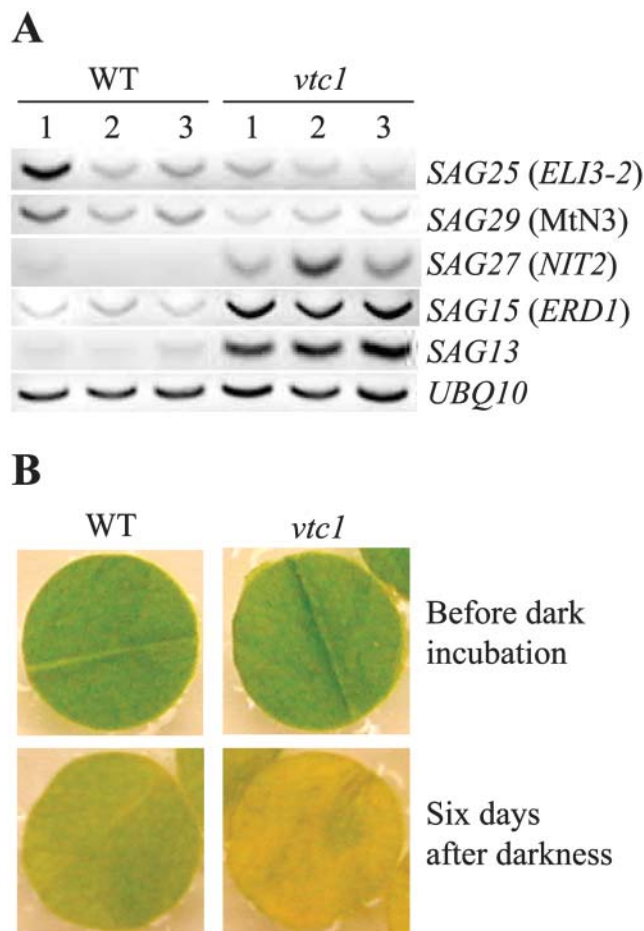 A
WT vtc1
1 2 3 1 2 3
SAG25 (ELI3-2)
SAG29 (MtN3)
SAG27 (NIT2)
SAG15 (ERD1)
SAG13
UBQ10
B
WT vtc1
Before dark
incubation
Six days
after darkness